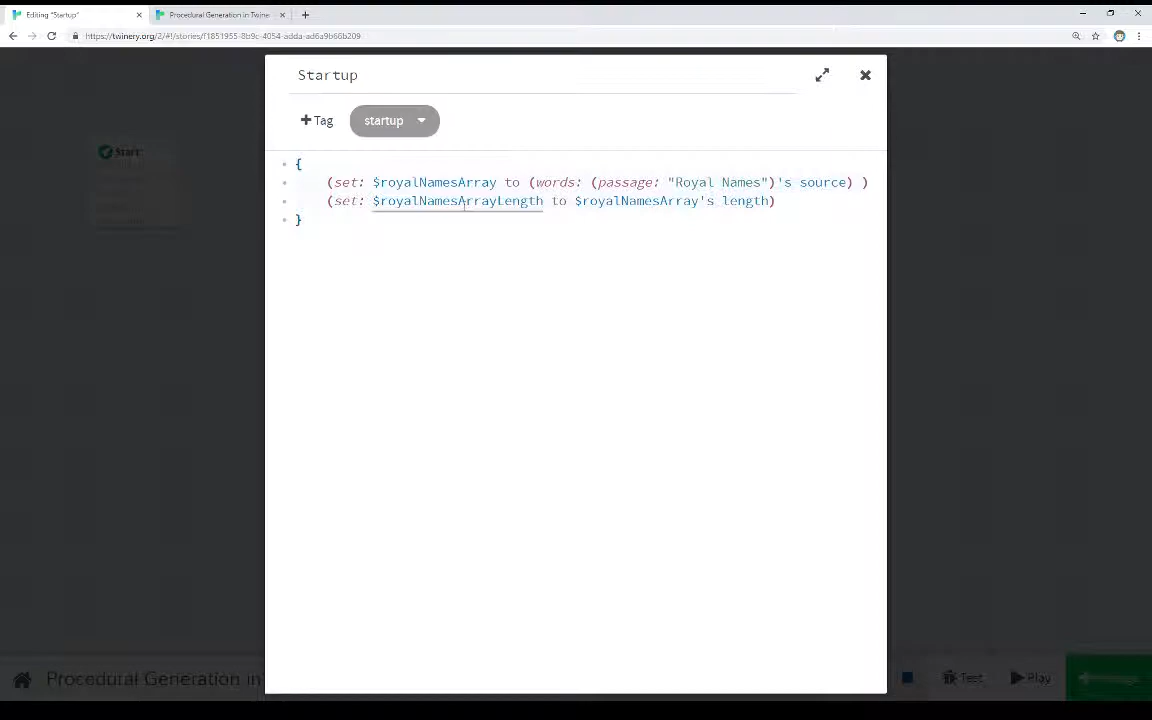 Editing "Startup"
Procedural Generation in Twine
https://twinery.org/2/#!/stories/f1851955-8b9c-4054-adda-ad6a9b66b209
Startup
Tag startup
{
(set: $royalNamesArray to (words: (passage: "Royal Names")'s source) )
(set: $royalNamesArrayLength to $royalNamesArray's length)
}
Start
Procedural Generation in
Test
Play